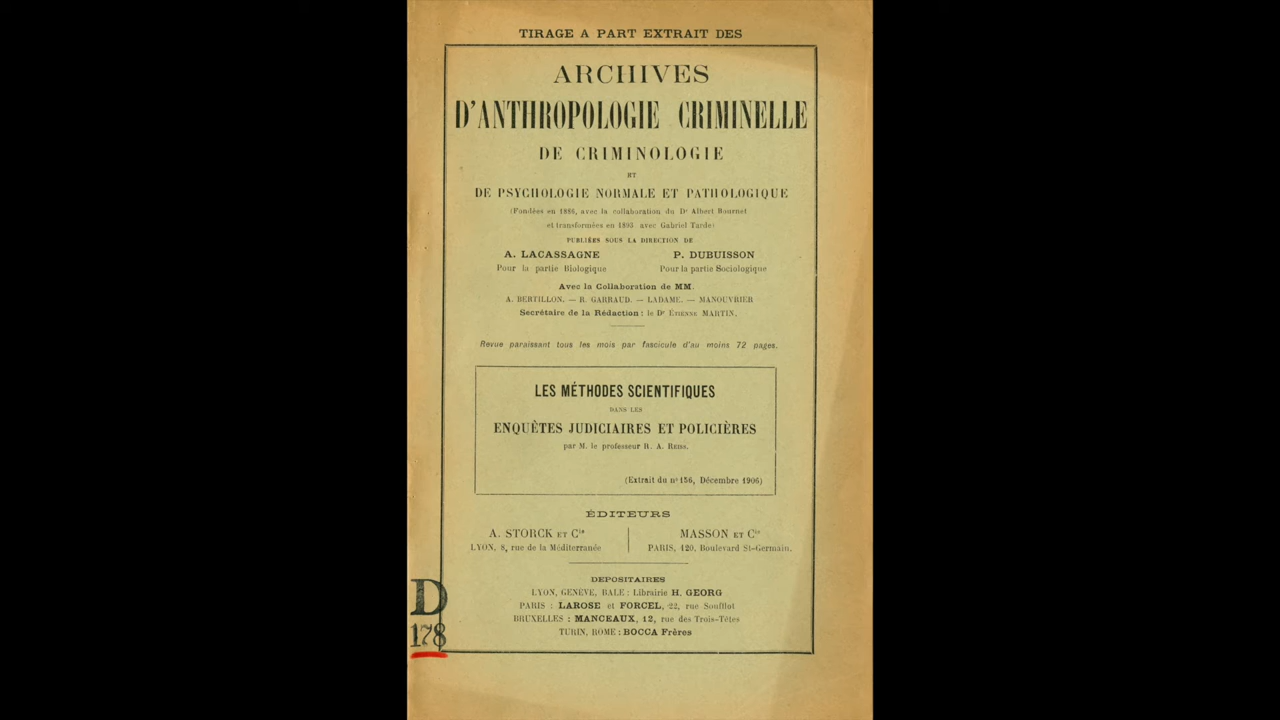 TIRAGE A PART EXTRAIT DES
ARCHIVES
D'ANTHROPOLOGIE CRIMINELLE
DE CRIMINOLOGIE
ET
DE PSYCHOLOGIE NORMALE ET PATHOLOGIQUE
(Fondées en 1886, avec la collaboration du Dr Albert Bournet
et transformées en 1893 avec Gabriel Tarde)
PUBLIÉES SOUS LA DIRECTION DE
A. LACASSAGNE P. DUBUISSON
Pour la partie Biologique Pour la partie Sociologique
Avec la Collaboration de MM.
A. BERTILLON. — R. GARRAUD. — LADAME. — MANOUVRIER
Secrétaire de la Rédaction : le Dr ÉTIENNE MARTIN.
Revue paraissant tous les mois par fascicule d'au moins 72 pages.
LES MÉTHODES SCIENTIFIQUES
DANS LES
ENQUÊTES JUDICIAIRES ET POLICIÈRES
par M. le professeur R. A. REISS.
(Extrait du n° 156, Décembre 1906)
ÉDITEURS
A. STORCK ET Cie MASSON ET Cie
LYON, 8, rue de la Méditerranée PARIS, 120, Boulevard St-Germain.
DEPOSITAIRES
LYON, GENÈVE, BALE : Librairie H. GEORG
PARIS : LAROSE et FORCEL, 22, rue Soufflot
BRUXELLES : MANCEAUX, 12, rue des Trois-Têtes
TURIN, ROME : BOCCA Frères
D
178